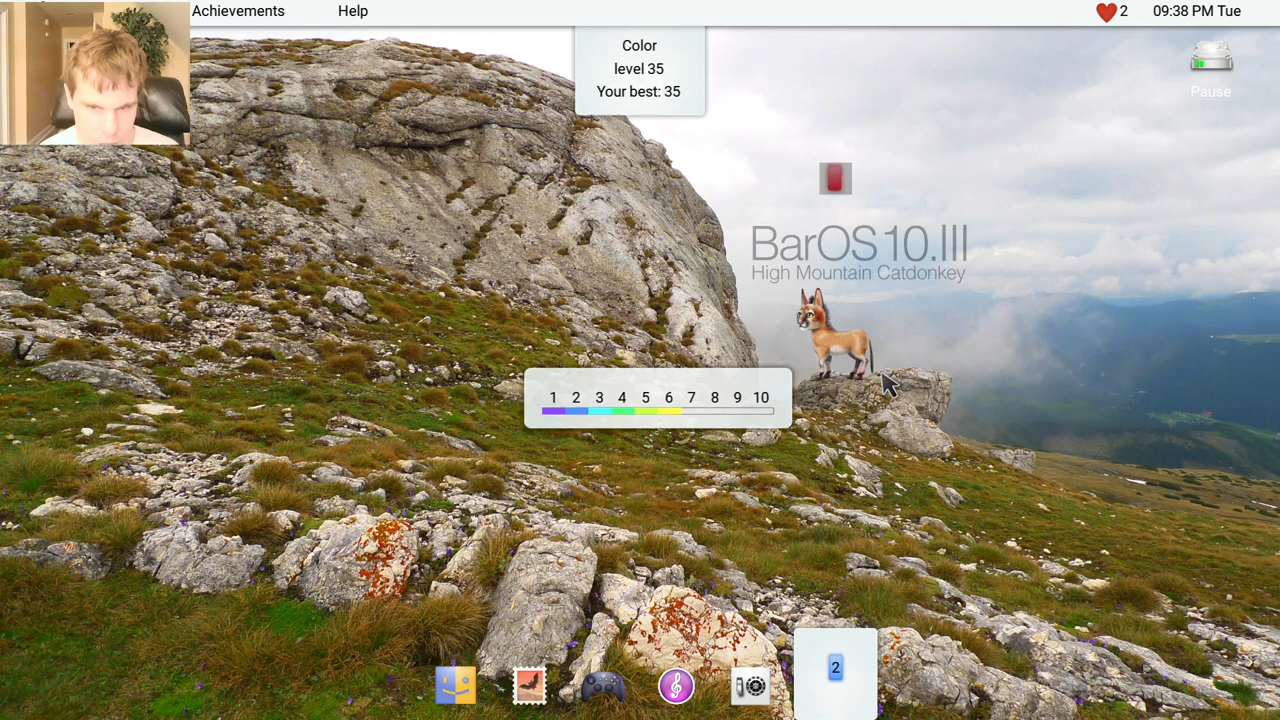 Achievements Help 2 09:38 PM Tue
Color
level 35
Your best: 35
Pause
BarOS 10.III
High Mountain Catdonkey
1 2 3 4 5 6 7 8 9 10
2